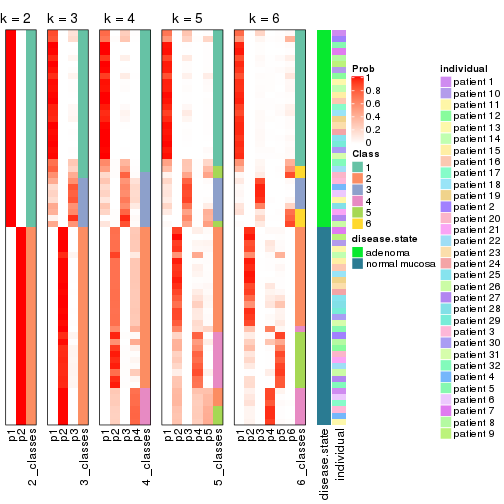 k = 2 k = 3 k = 4 k = 5 k = 6
Prob
1
0.8
0.6
0.4
0.2
0
Class
1
2
3
4
5
6
disease.state
adenoma
normal mucosa
individual
patient 1
patient 10
patient 11
patient 12
patient 13
patient 14
patient 15
patient 16
patient 17
patient 18
patient 19
patient 2
patient 20
patient 21
patient 22
patient 23
patient 24
patient 25
patient 26
patient 27
patient 28
patient 29
patient 3
patient 30
patient 31
patient 32
patient 4
patient 5
patient 6
patient 7
patient 8
patient 9
p1
p2
2_classes
p1
p2
p3
3_classes
p1
p2
p3
p4
4_classes
p1
p2
p3
p4
p5
5_classes
p1
p2
p3
p4
p5
p6
6_classes
disease.state
individual